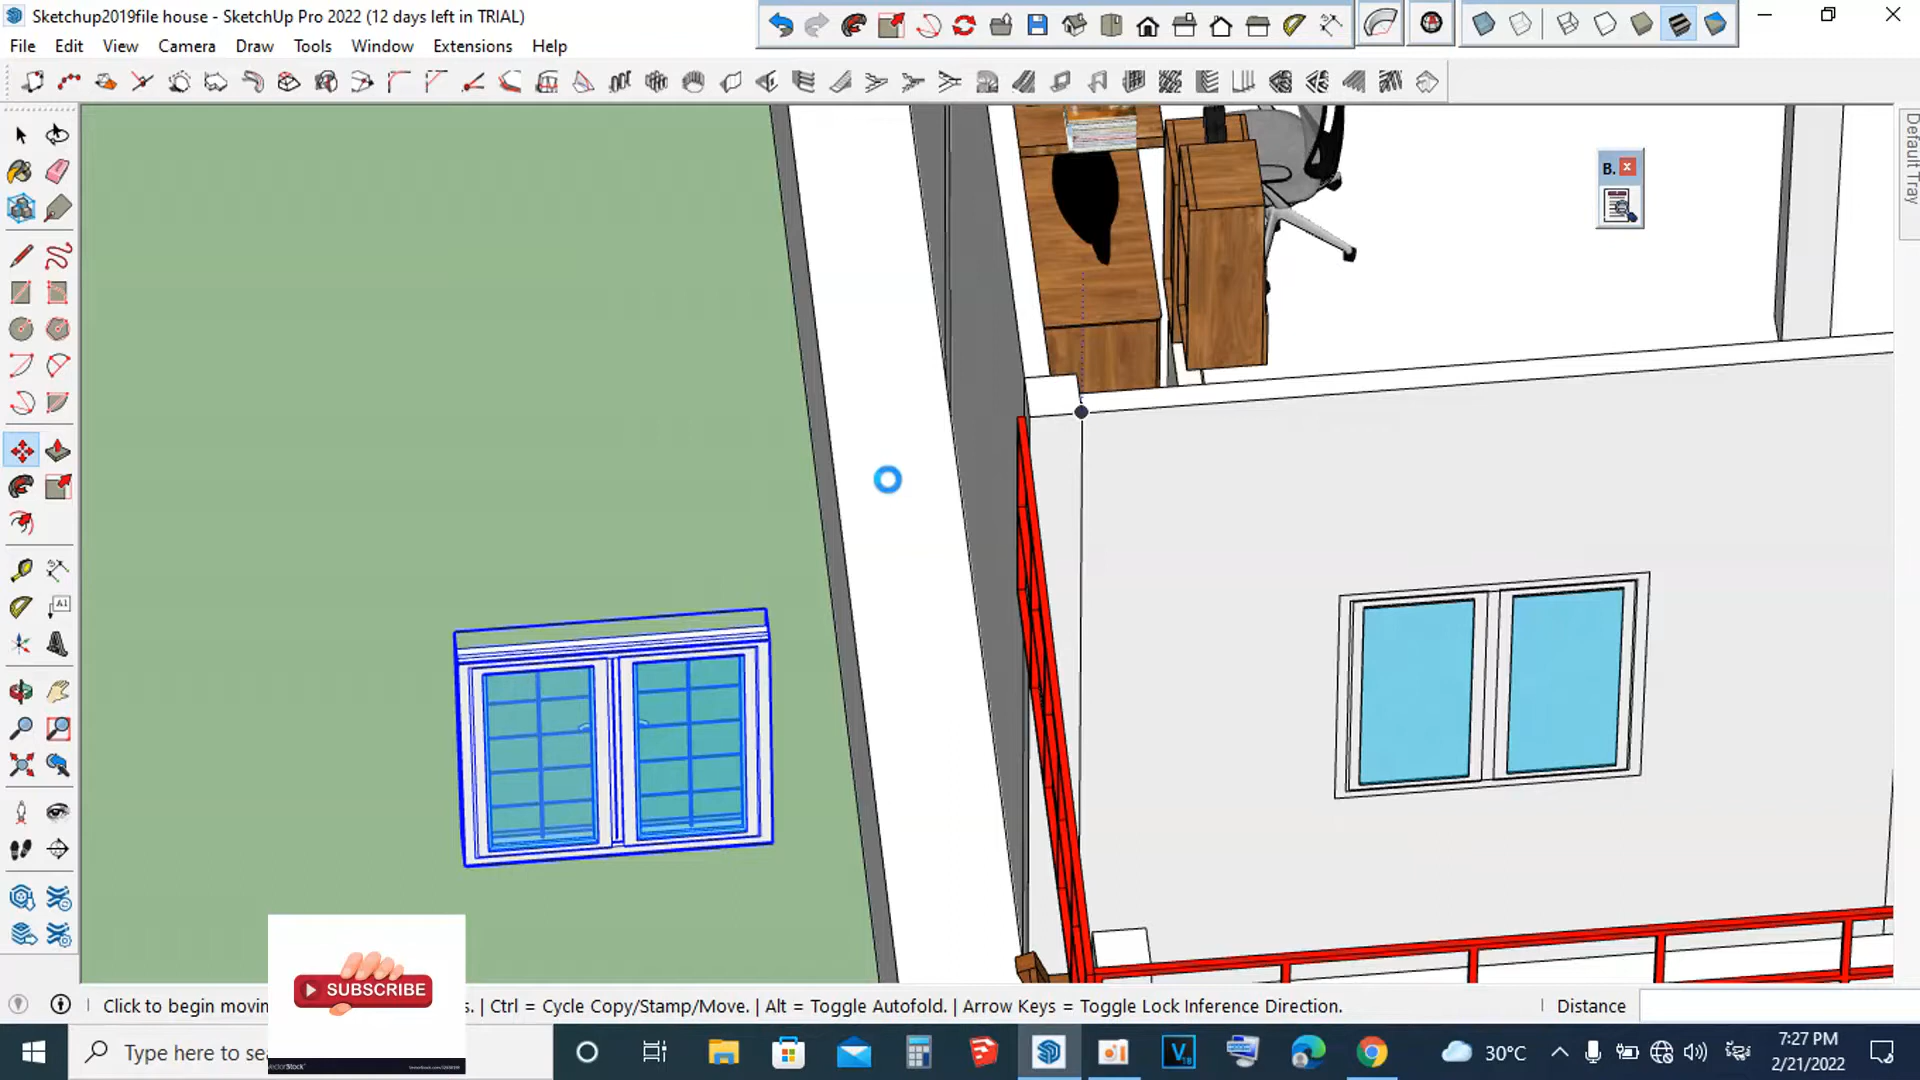 Sketchup2019file house - SketchUp Pro 2022 (12 days left in TRIAL)
File Edit View Camera Draw Tools Window Extensions Help
Default Tray
B.
A1
Click to begin movin
s. | Ctrl = Cycle Copy/Stamp/Move. | Alt = Toggle Autofold. | Arrow Keys = Toggle Lock Inference Direction.
Distance
SUBSCRIBE
Type here to sea
30°C
7:27 PM
2/21/2022